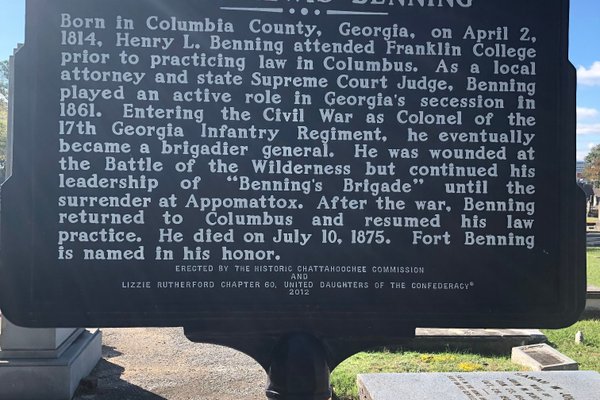 BENNING
Born in Columbia County, Georgia, on April 2,
1814, Henry L. Benning attended Franklin College
prior to practicing law in Columbus. As a local
attorney and state Supreme Court Judge, Benning
played an active role in Georgia's secession in
1861. Entering the Civil War as Colonel of the
17th Georgia Infantry Regiment, he eventually
became a brigadier general. He was wounded at
the Battle of the Wilderness but continued his
leadership of “Benning's Brigade” until the
surrender at Appomattox. After the war, Benning
returned to Columbus and resumed his law
practice. He died on July 10, 1875. Fort Benning
is named in his honor.
ERECTED BY THE HISTORIC CHATTAHOOCHEE COMMISSION
AND
LIZZIE RUTHERFORD CHAPTER 60, UNITED DAUGHTERS OF THE CONFEDERACY®
2012